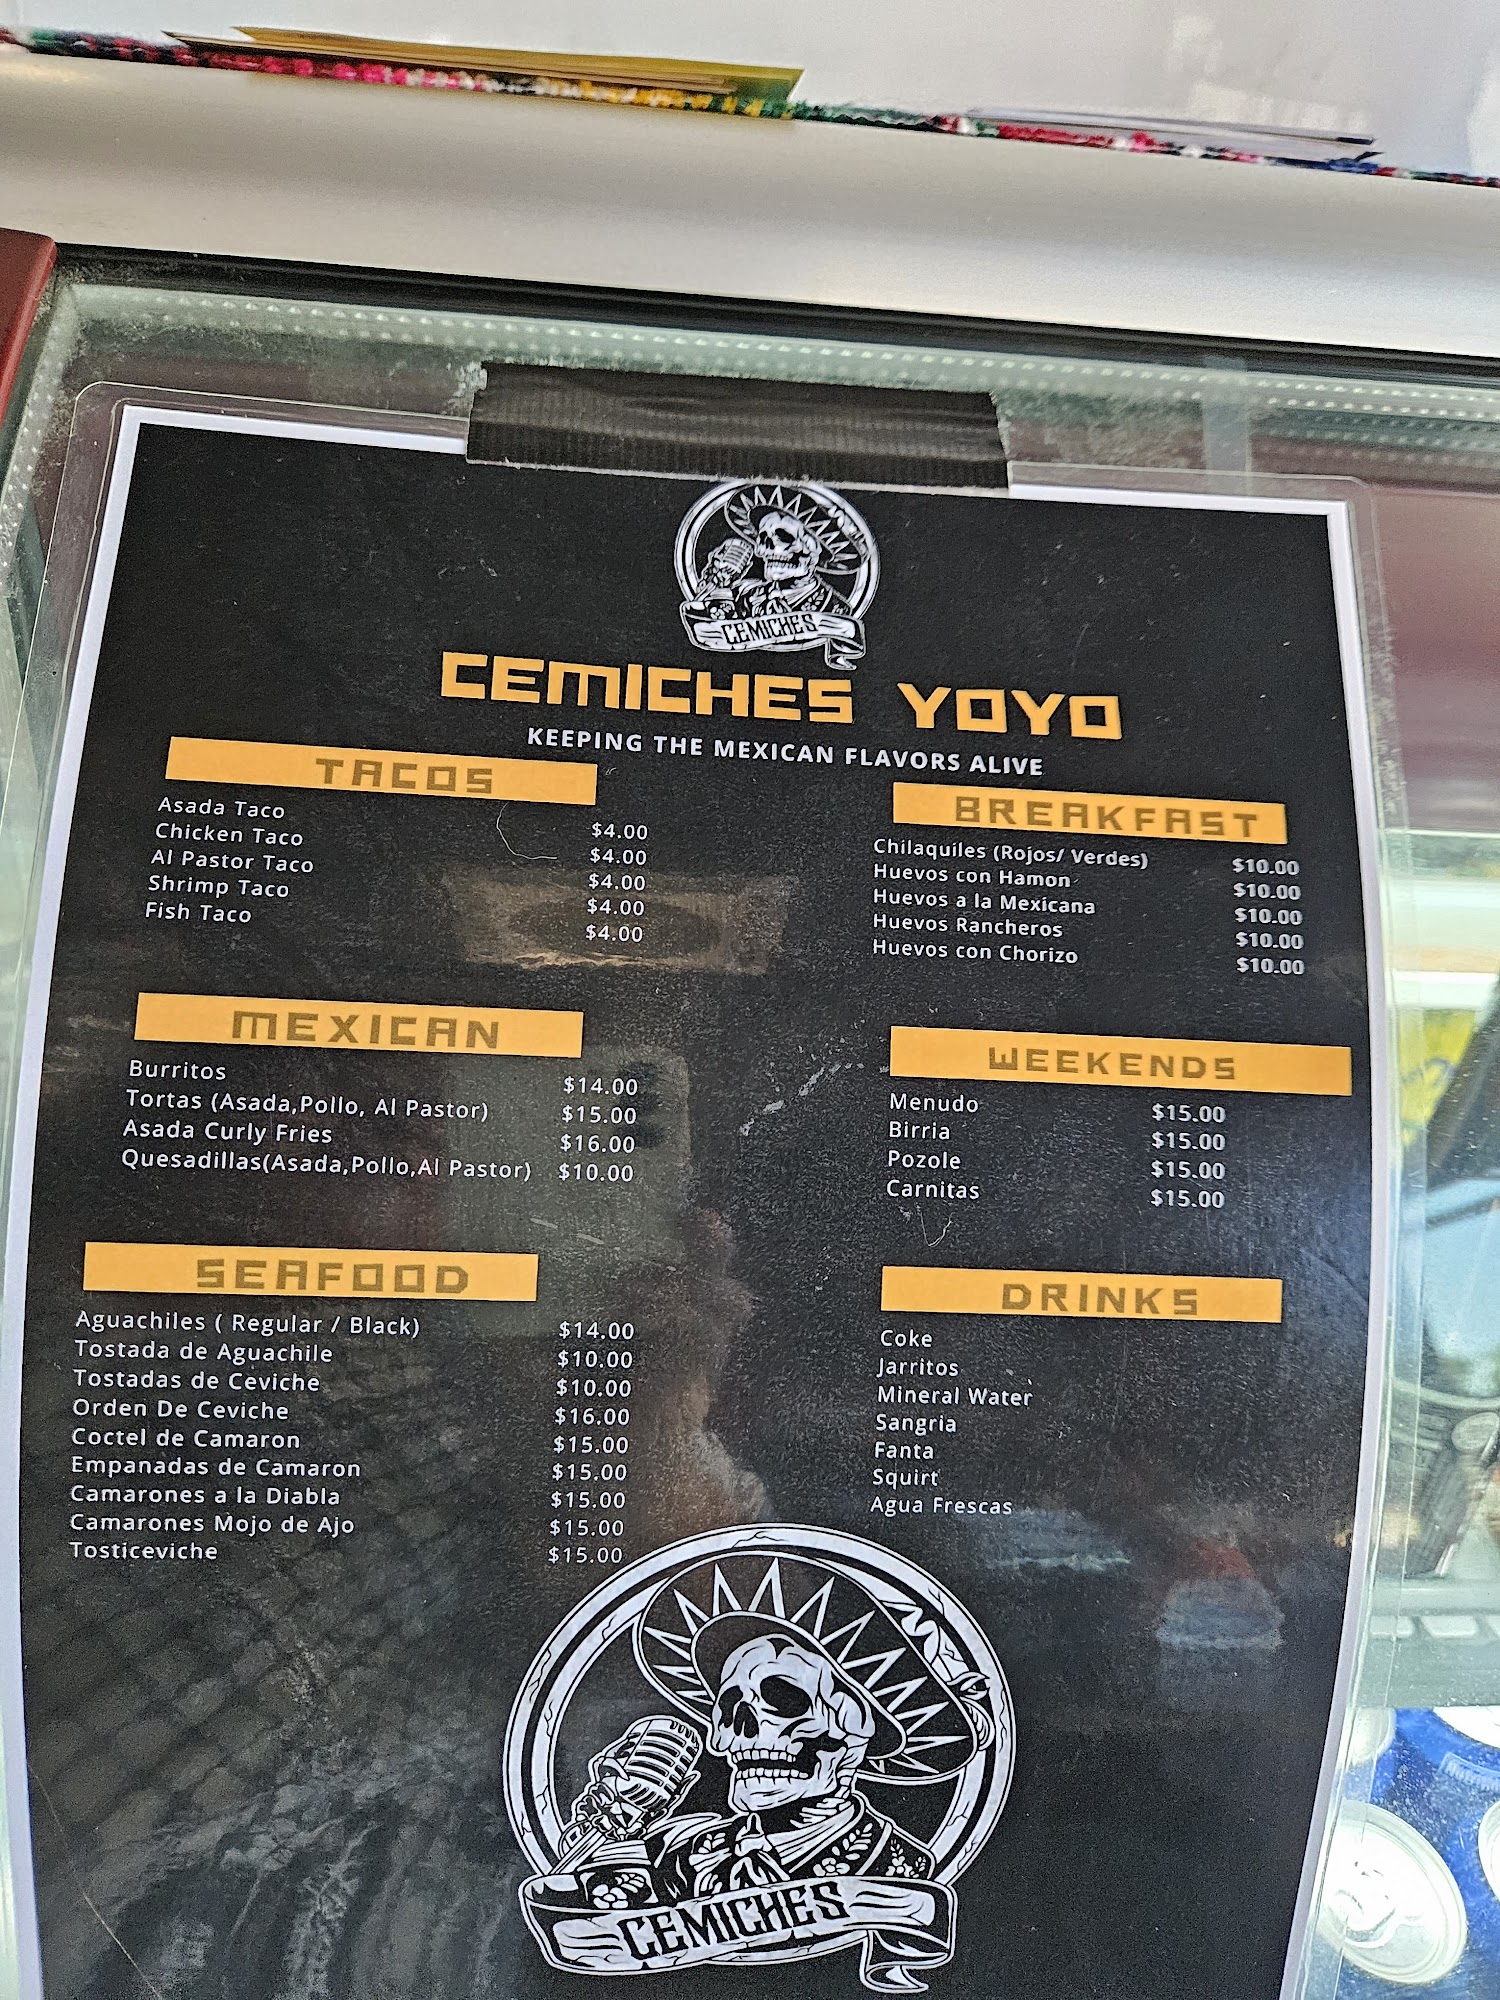 CEMICHES
CEMICHES YOYO
KEEPING THE MEXICAN FLAVORS ALIVE
TACOS
Asada Taco $4.00
Chicken Taco $4.00
Al Pastor Taco $4.00
Shrimp Taco $4.00
Fish Taco $4.00
MEXICAN
Burritos $14.00
Tortas (Asada,Pollo, Al Pastor) $15.00
Asada Curly Fries $16.00
Quesadillas(Asada,Pollo,Al Pastor) $10.00
SEAFOOD
Aguachiles ( Regular / Black) $14.00
Tostada de Aguachile $10.00
Tostadas de Ceviche $10.00
Orden De Ceviche $16.00
Coctel de Camaron $15.00
Empanadas de Camaron $15.00
Camarones a la Diabla $15.00
Camarones Mojo de Ajo $15.00
Tosticeviche $15.00
BREAKFAST
Chilaquiles (Rojos/ Verdes) $10.00
Huevos con Hamon $10.00
Huevos a la Mexicana $10.00
Huevos Rancheros $10.00
Huevos con Chorizo $10.00
WEEKENDS
Menudo $15.00
Birria $15.00
Pozole $15.00
Carnitas $15.00
DRINKS
Coke
Jarritos
Mineral Water
Sangria
Fanta
Squirt
Agua Frescas
CEMICHES